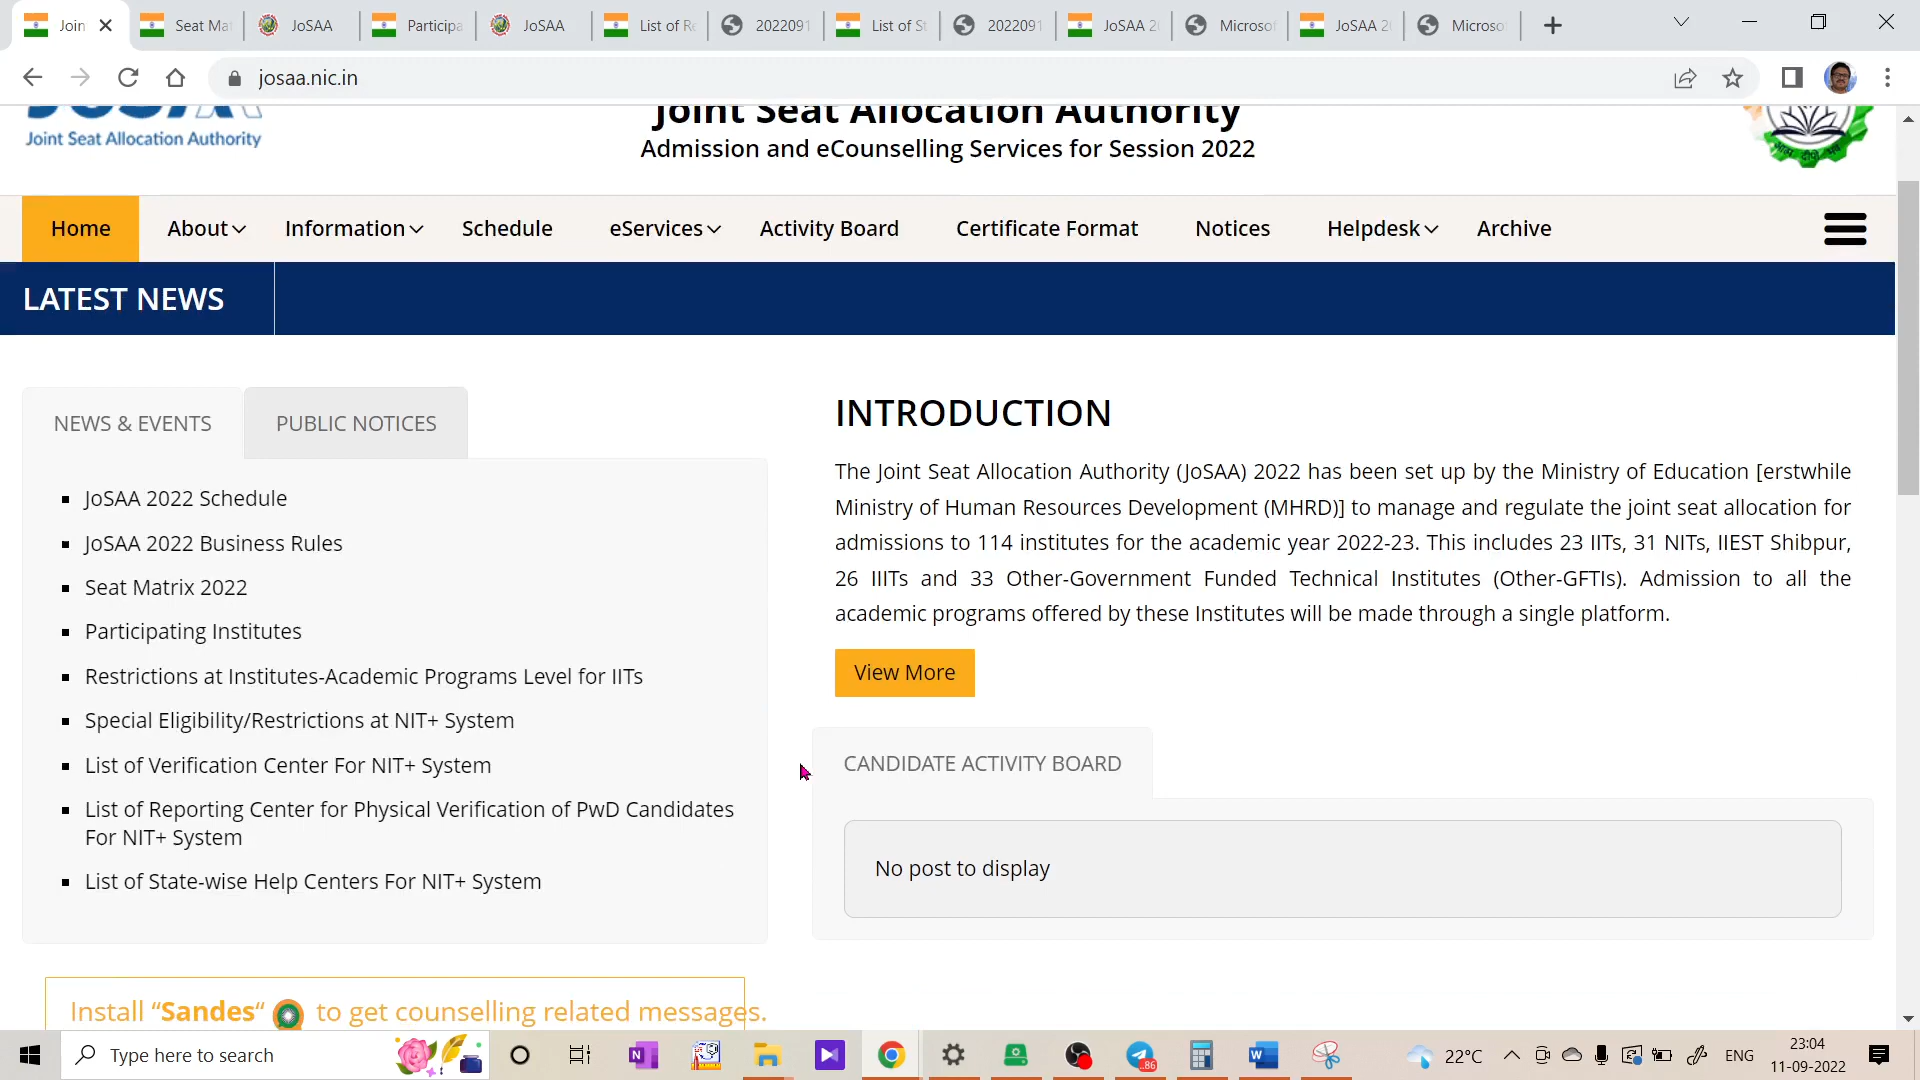 Join
Seat Mat
JoSAA
Participa
JoSAA
List of Re
2022091
List of St
2022091
JoSAA 20
Microsof
JoSAA 20
Microsof
josaa.nic.in
Joint Seat Allocation Authority
Joint Seat Allocation Authority
Admission and eCounselling Services for Session 2022
Home About Information Schedule eServices Activity Board Certificate Format Notices Helpdesk Archive
LATEST NEWS
NEWS & EVENTS PUBLIC NOTICES
JoSAA 2022 Schedule
JoSAA 2022 Business Rules
Seat Matrix 2022
Participating Institutes
Restrictions at Institutes-Academic Programs Level for IITs
Special Eligibility/Restrictions at NIT+ System
List of Verification Center For NIT+ System
List of Reporting Center for Physical Verification of PwD Candidates
For NIT+ System
List of State-wise Help Centers For NIT+ System
INTRODUCTION
The Joint Seat Allocation Authority (JoSAA) 2022 has been set up by the Ministry of Education [erstwhile
Ministry of Human Resources Development (MHRD)] to manage and regulate the joint seat allocation for
admissions to 114 institutes for the academic year 2022-23. This includes 23 IITs, 31 NITs, IIEST Shibpur,
26 IIITs and 33 Other-Government Funded Technical Institutes (Other-GFTIs). Admission to all the
academic programs offered by these Institutes will be made through a single platform.
View More
CANDIDATE ACTIVITY BOARD
No post to display
Install “Sandes“ to get counselling related messages.
Type here to search
86
22°C
ENG
23:04
11-09-2022